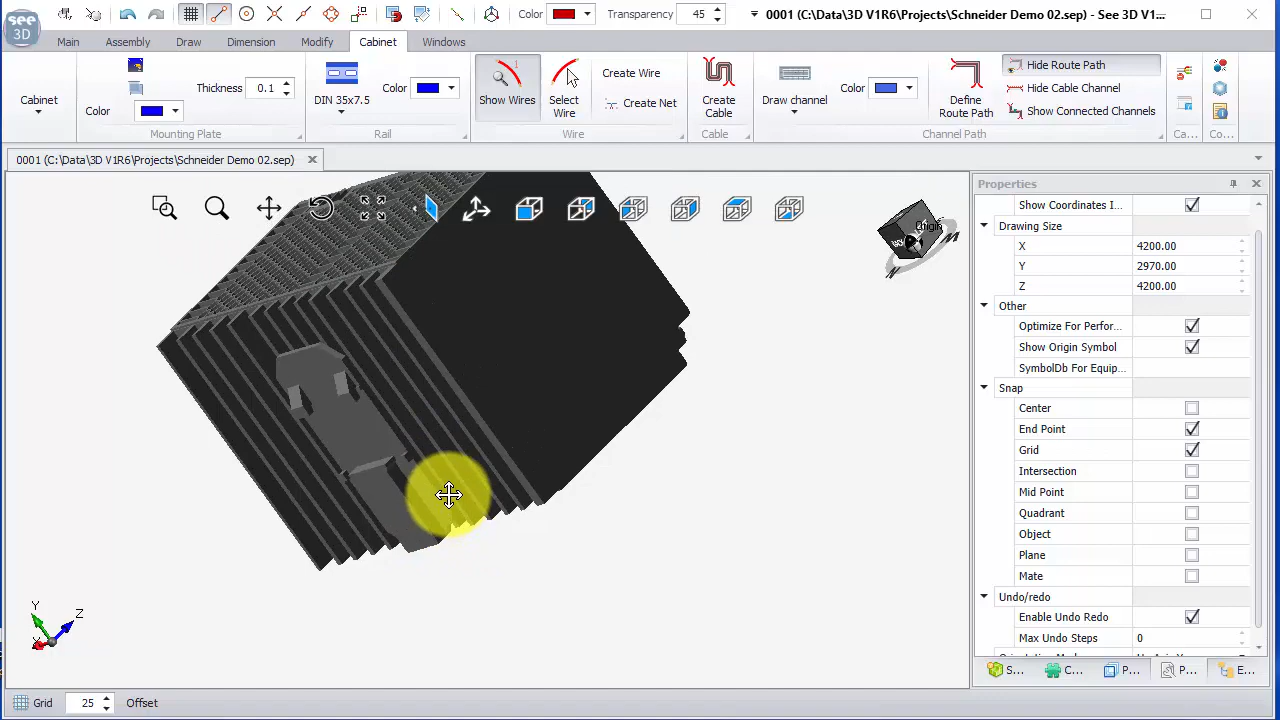 see 3D
Color
Transparency 45
0001 (C:\Data\3D V1R6\Projects\Schneider Demo 02.sep) - See 3D V1...
Main Assembly Draw Dimension Modify Cabinet Windows
Cabinet
Thickness 0.1
Color
Mounting Plate
DIN 35x7.5
Color
Rail
Show Wires
Select Wire
Create Wire
Create Net
Wire
Create Cable
Cable
Draw channel
Color
Define Route Path
Hide Route Path
Hide Cable Channel
Show Connected Channels
Channel Path
Ca...
Co...
0001 (C:\Data\3D V1R6\Projects\Schneider Demo 02.sep)
Origin
Y
Z
X
Properties
Show Coordinates I...
Drawing Size
X 4200.00
Y 2970.00
Z 4200.00
Other
Optimize For Perfor...
Show Origin Symbol
SymbolDb For Equip...
Snap
Center
End Point
Grid
Intersection
Mid Point
Quadrant
Object
Plane
Mate
Undo/redo
Enable Undo Redo
Max Undo Steps 0
S... C... P... P... E...
Grid 25 Offset